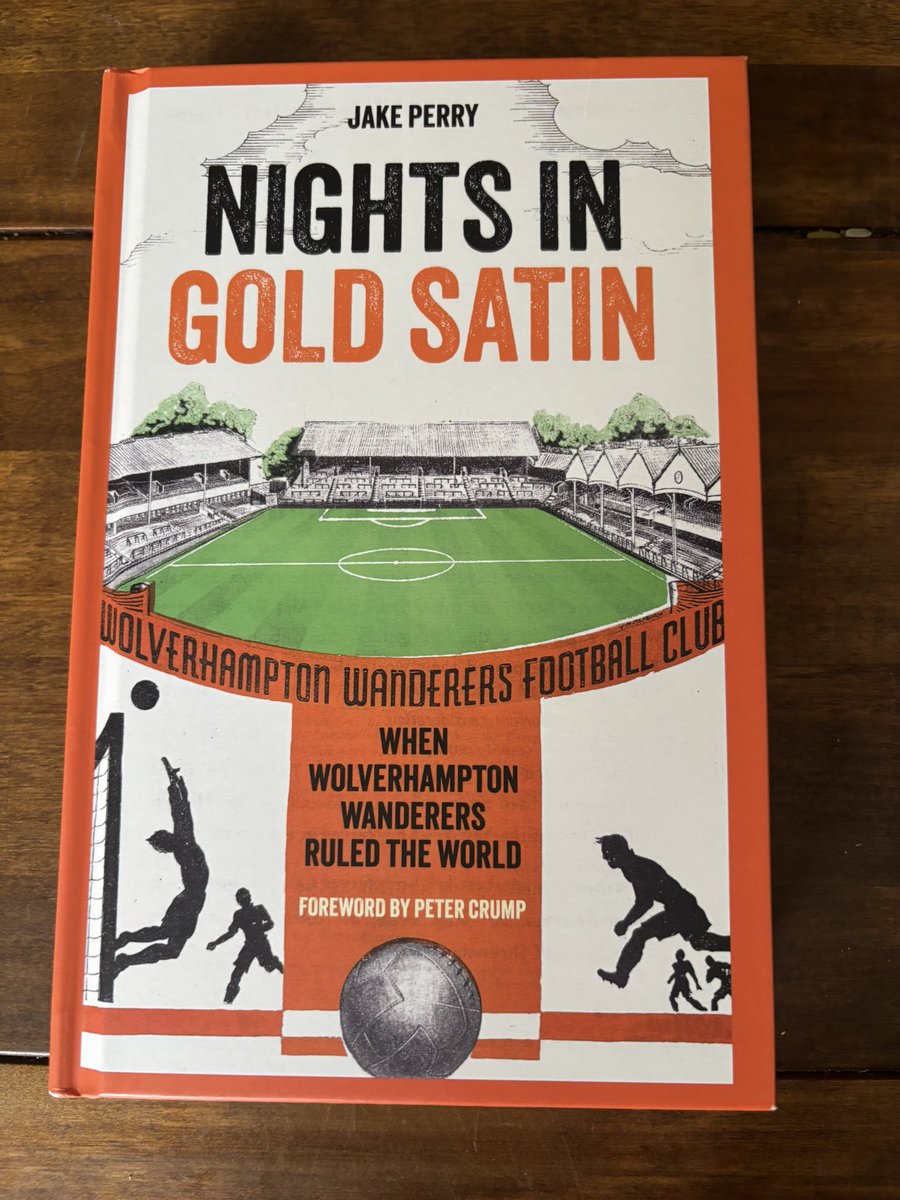 JAKE PERRY
NIGHTS IN
GOLD SATIN
WOLVERHAMPTON WANDERERS FOOTBALL CLUB
WHEN
WOLVERHAMPTON
WANDERERS
RULED THE WORLD
FOREWORD BY PETER CRUMP